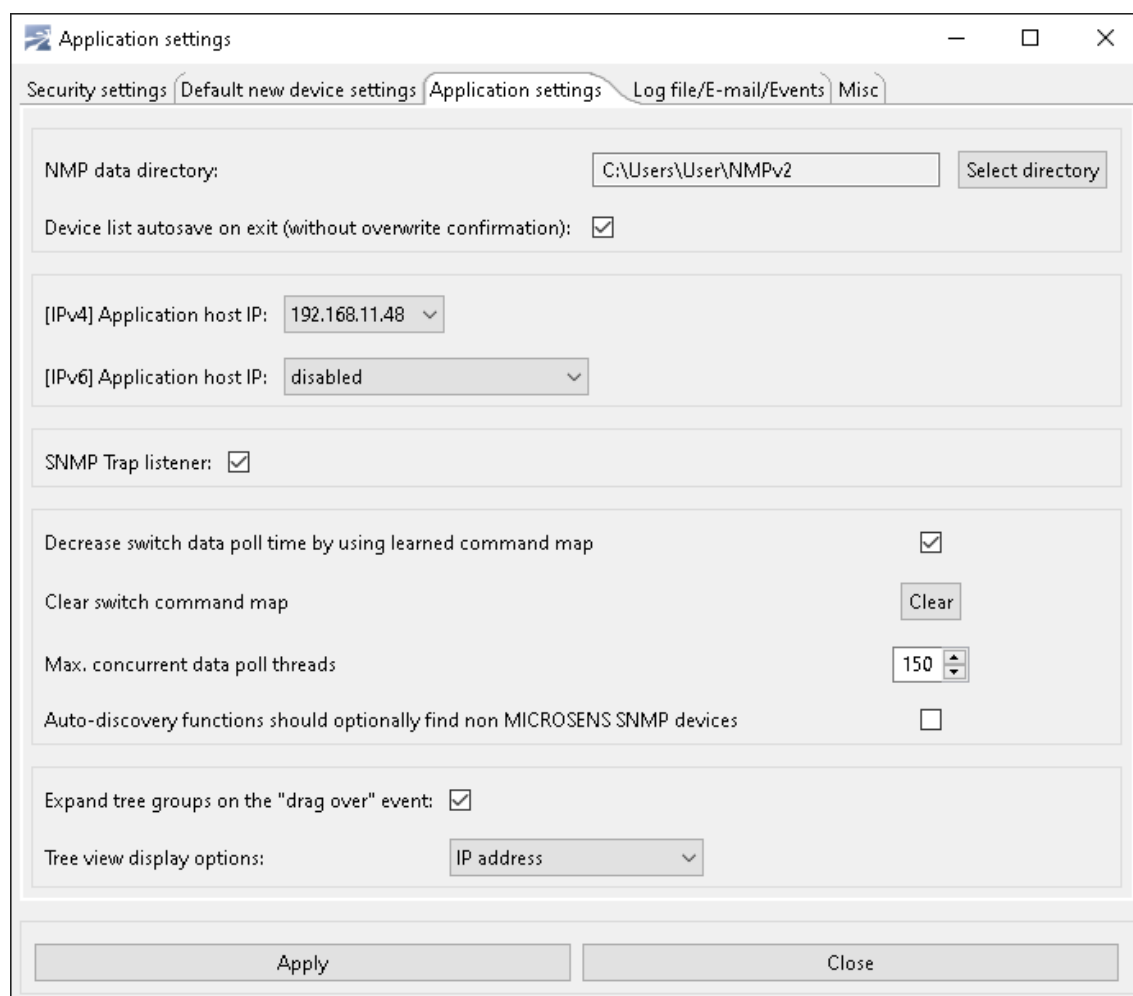 Application settings
Security settings Default new device settings Application settings Log file/E-mail/Events Misc
NMP data directory: C:\Users\User\NMPv2 Select directory
Device list autosave on exit (without overwrite confirmation):
[IPv4] Application host IP: 192.168.11.48
[IPv6] Application host IP: disabled
SNMP Trap listener:
Decrease switch data poll time by using learned command map
Clear switch command map Clear
Max. concurrent data poll threads 150
Auto-discovery functions should optionally find non MICROSENS SNMP devices
Expand tree groups on the "drag over" event:
Tree view display options: IP address
Apply Close